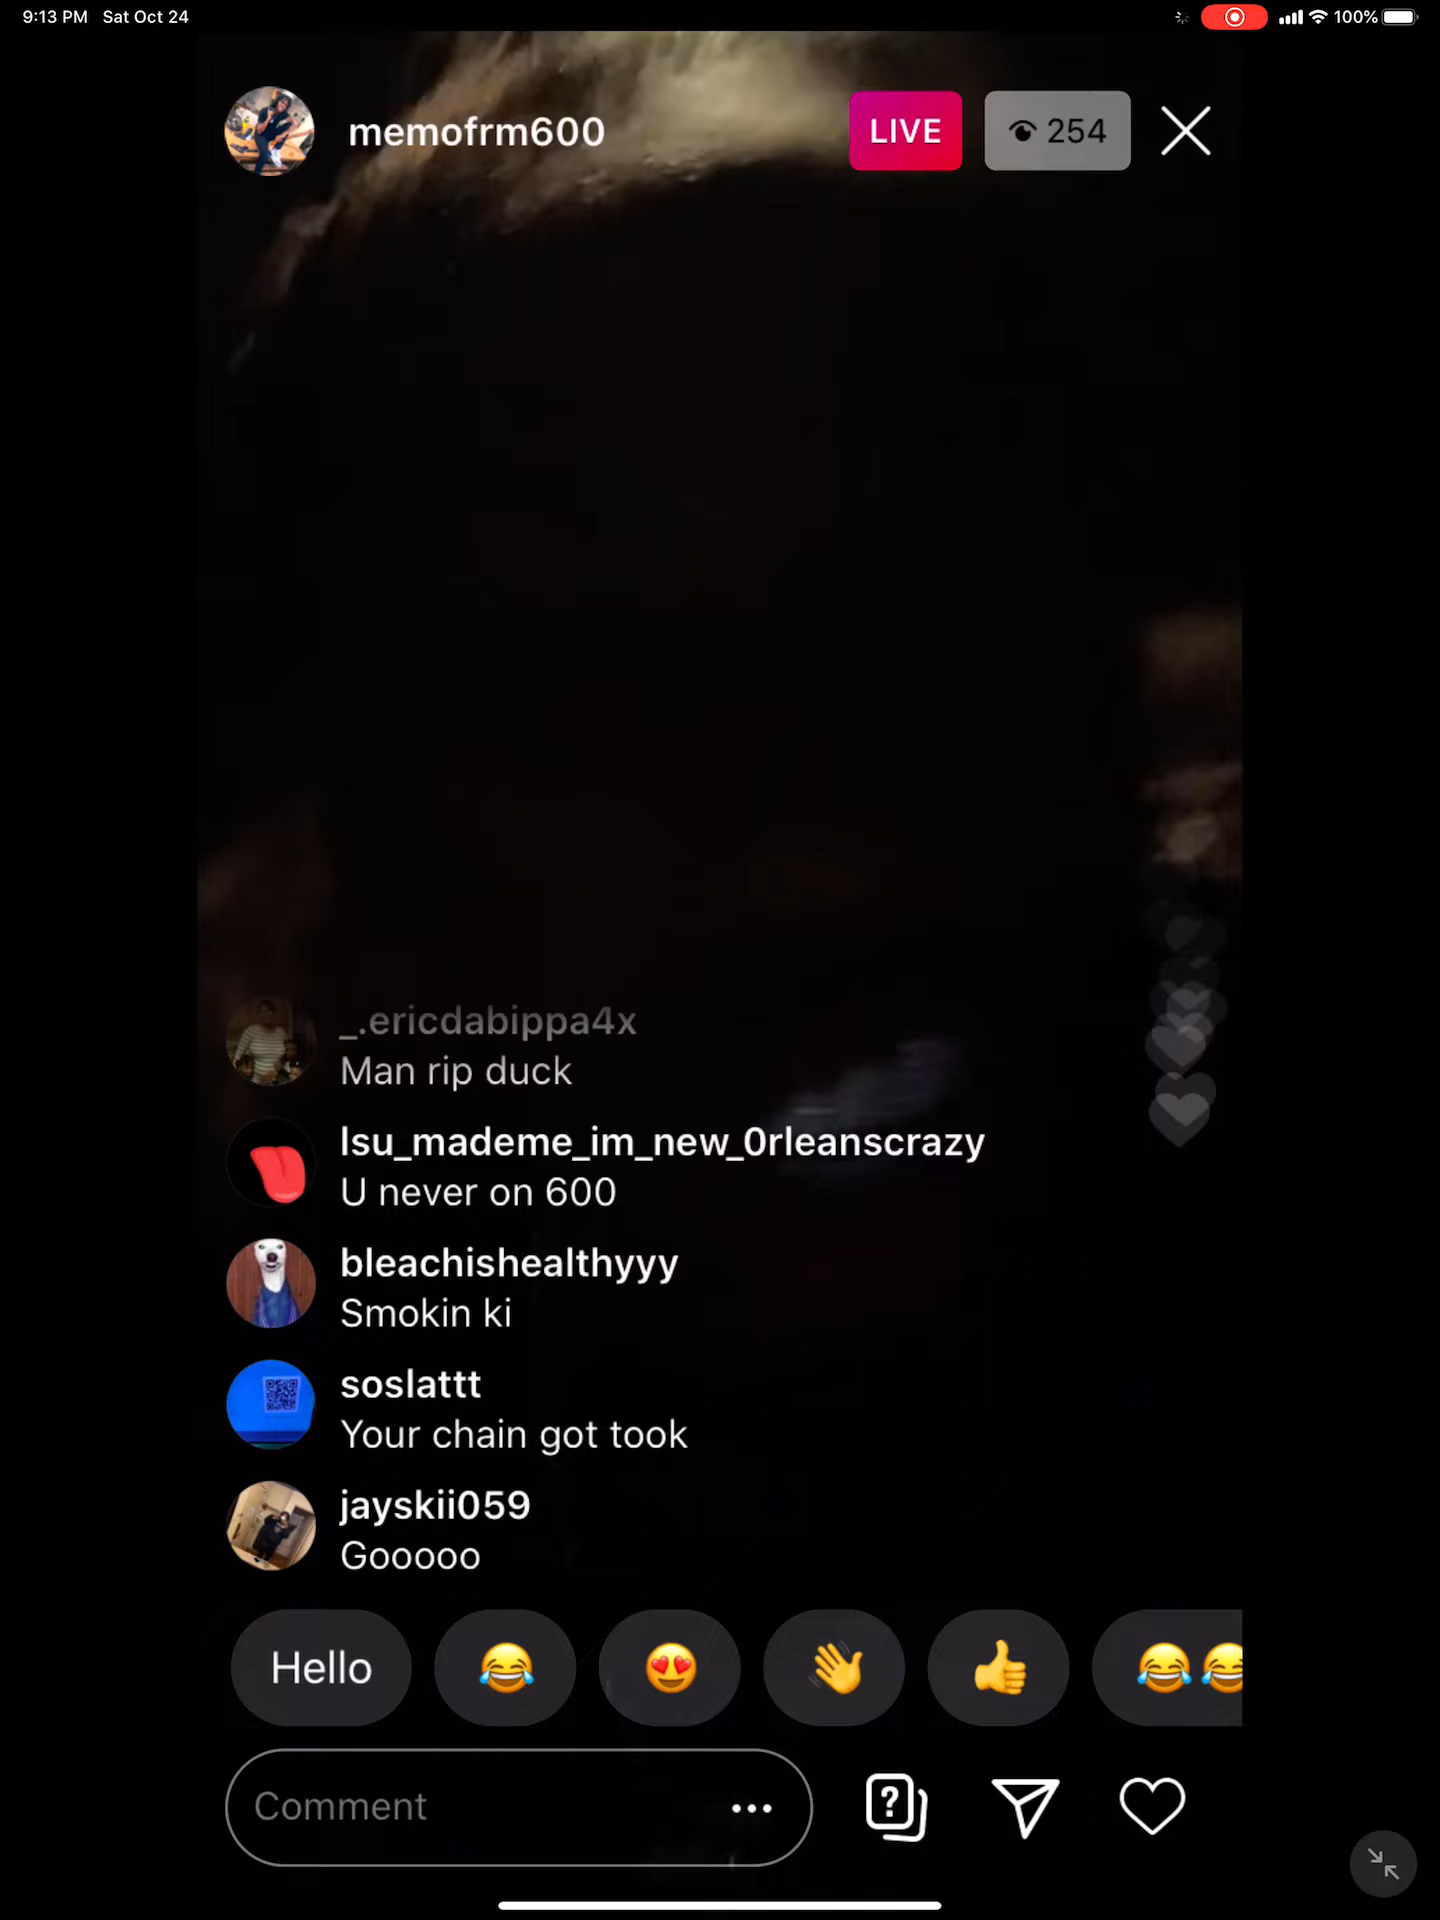 9:13 PM Sat Oct 24
100%
memofrm600
LIVE
254
_.ericdabippa4x
Man rip duck
lsu_mademe_im_new_0rleanscrazy
U never on 600
bleachishealthyyy
Smokin ki
soslattt
Your chain got took
jayskii059
Gooooo
Hello
Comment